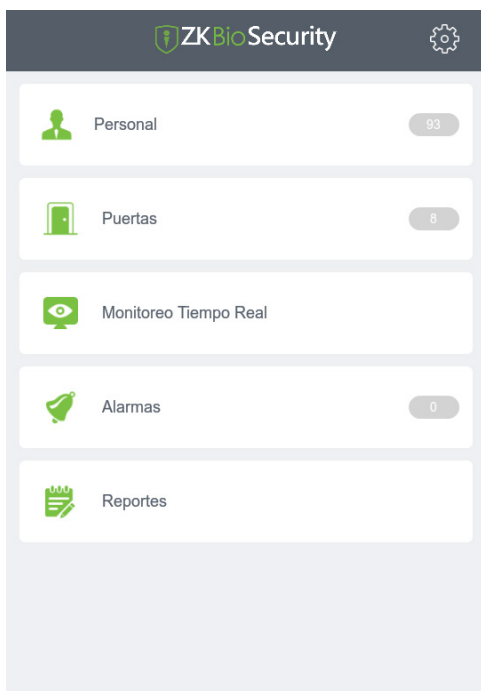 ZKBioSecurity
Personal 93
Puertas 8
Monitoreo Tiempo Real
Alarmas 0
Reportes